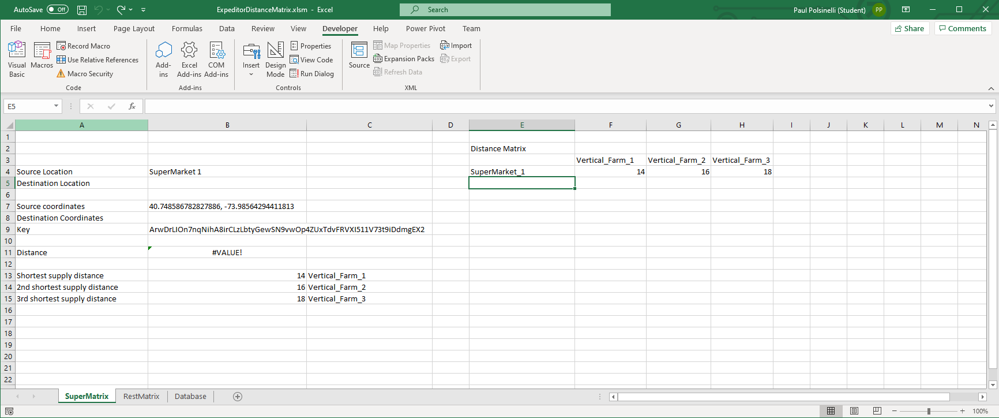 AutoSave Off ExpeditorDistanceMatrix.xlsm - Excel Search Paul Polsinelli (Student) PP
File Home Insert Page Layout Formulas Data Review View Developer Help Power Pivot Team Share Comments
Visual Basic
Macros
Record Macro
Use Relative References
Macro Security
Code
Add-ins
Excel Add-ins
COM Add-ins
Add-ins
Insert
Design Mode
Properties
View Code
Run Dialog
Controls
Source
Map Properties
Expansion Packs
Refresh Data
Import
Export
XML
E5 fx
A B C D E F G H I J K L M N
1
2 Distance Matrix
3 Vertical_Farm_1 Vertical_Farm_2 Vertical_Farm_3
4 Source Location SuperMarket 1 SuperMarket_1 14 16 18
5 Destination Location
6
7 Source coordinates 40.748586782827886, -73.98564294411813
8 Destination Coordinates
9 Key ArwDrLIOn7nqNihA8irCLzLbtyGewSN9vwOp4ZUxTdvFRVXI511V73t9iDdmgEX2
10
11 Distance #VALUE!
12
13 Shortest supply distance 14 Vertical_Farm_1
14 2nd shortest supply distance 16 Vertical_Farm_2
15 3rd shortest supply distance 18 Vertical_Farm_3
16
17
18
19
20
21
22
SuperMatrix RestMatrix Database
100%